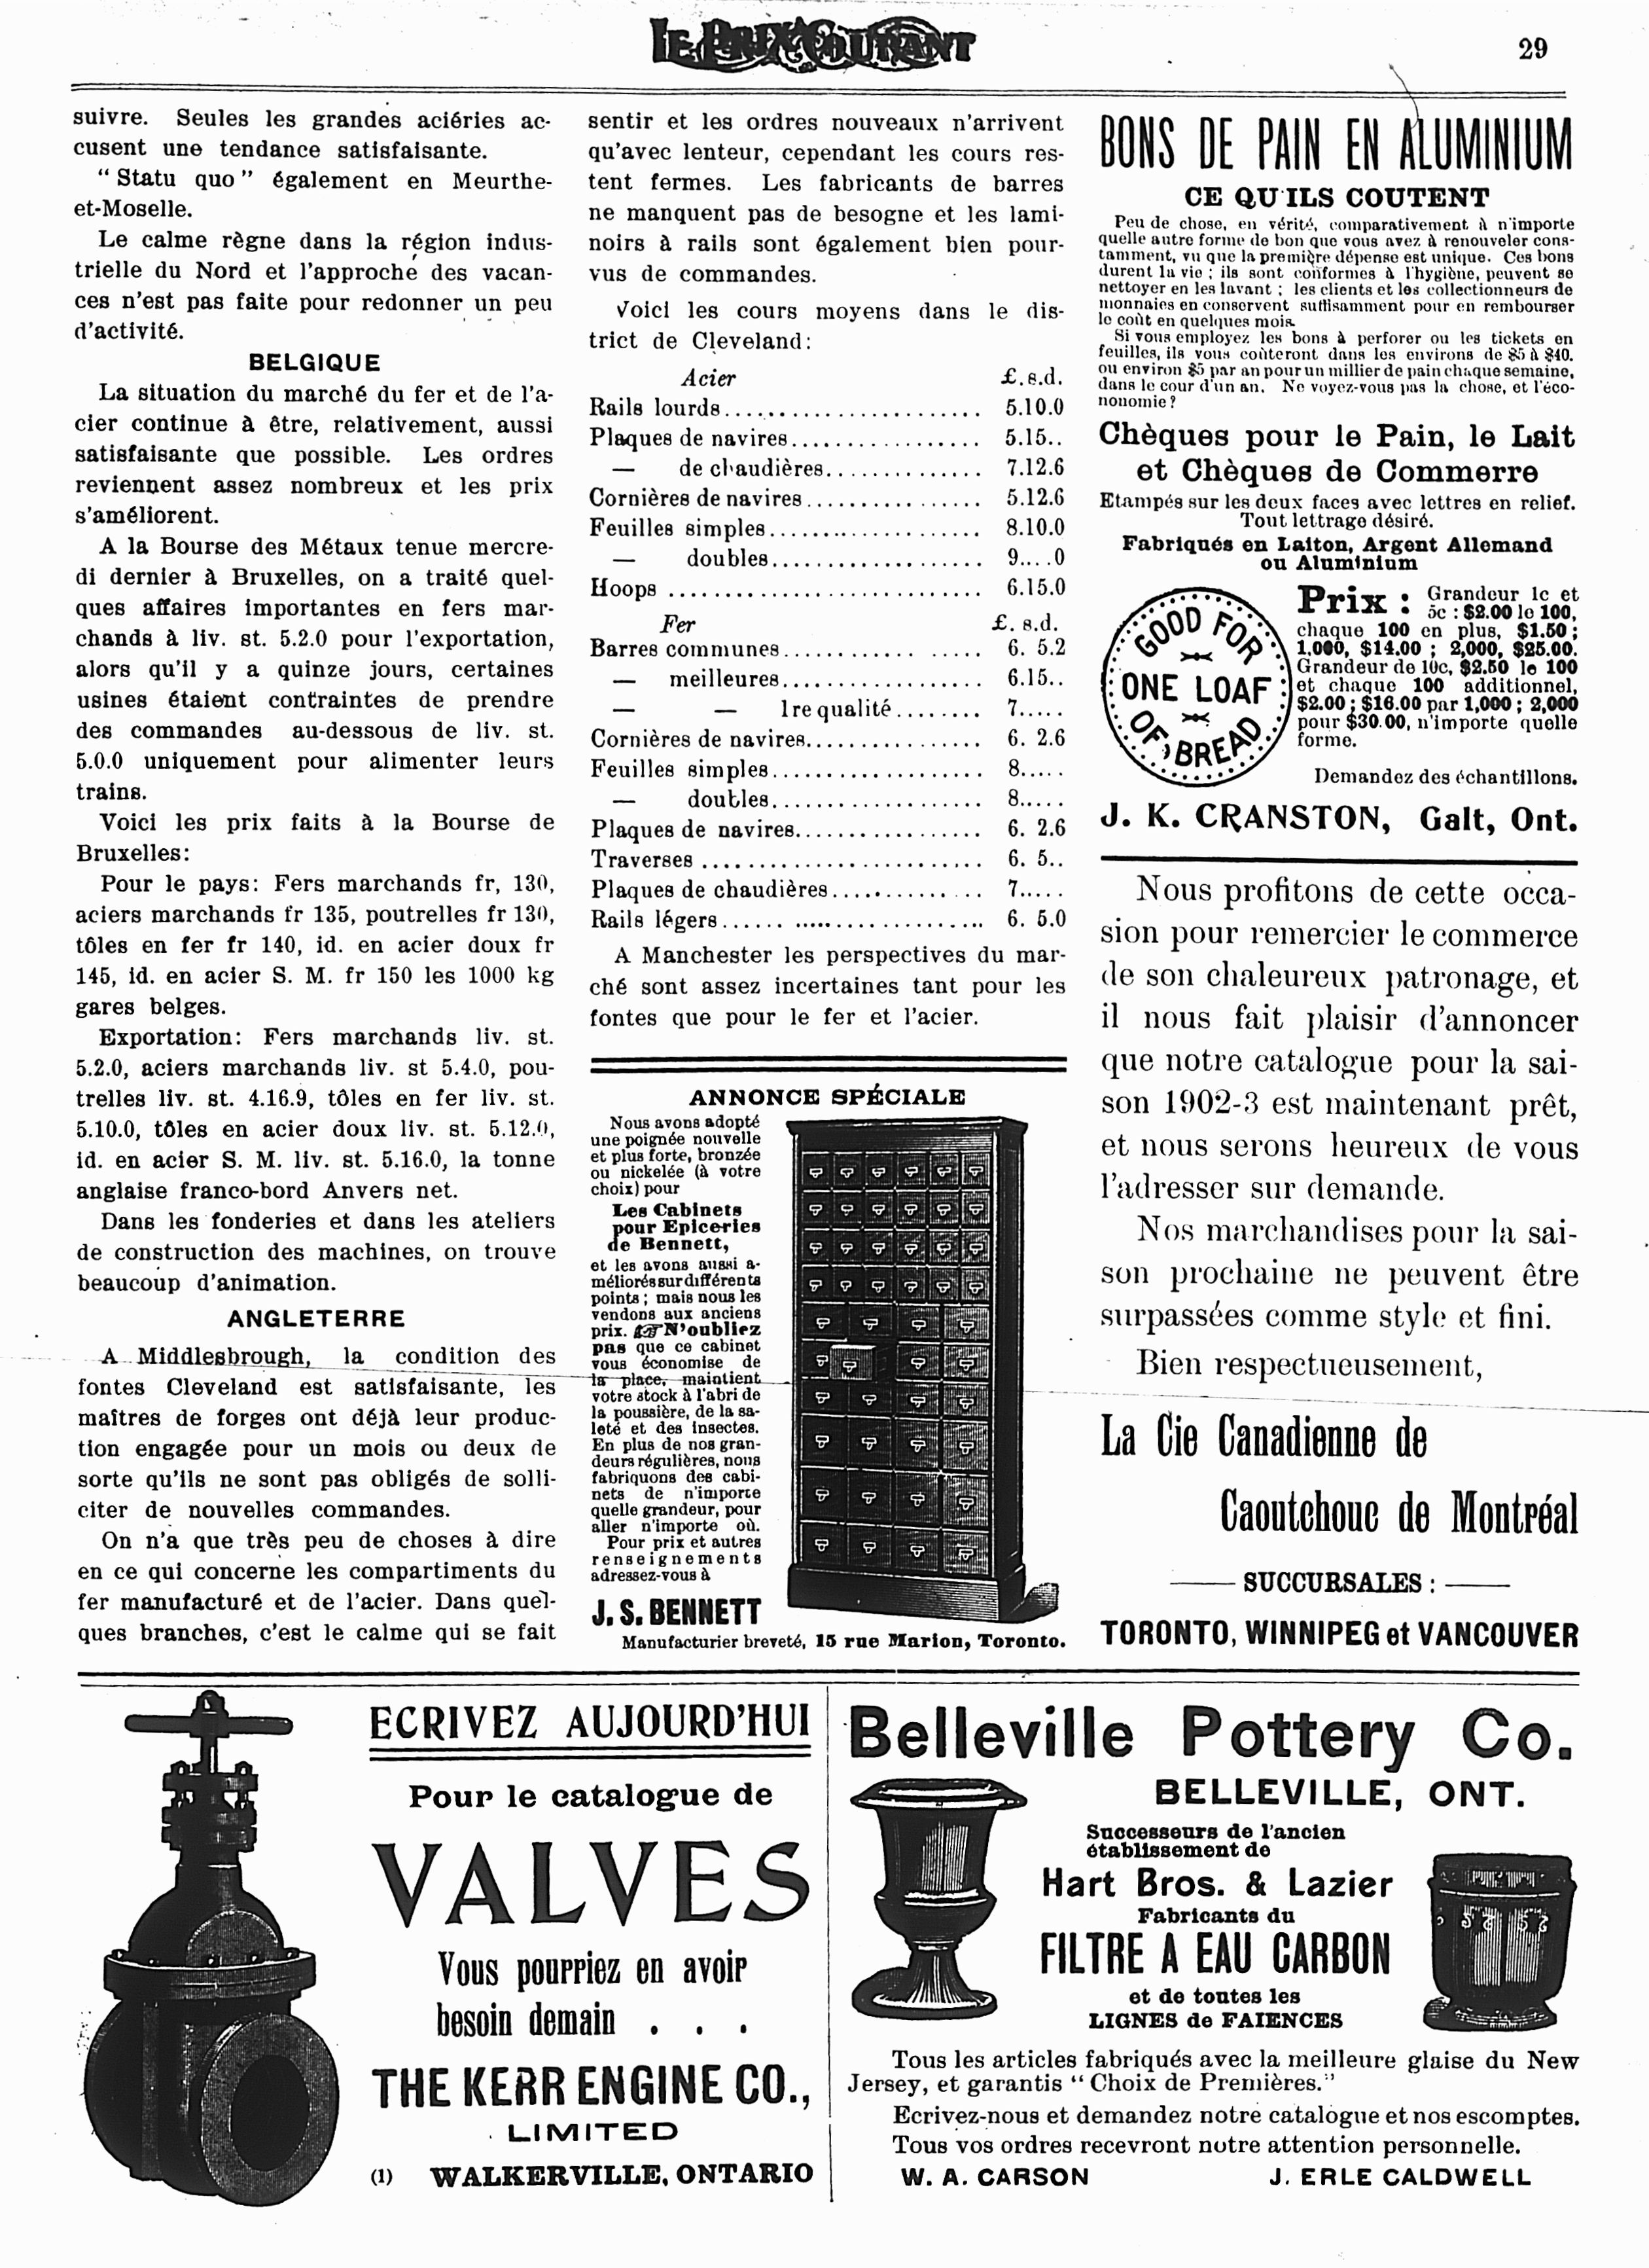 LE PRIX COURANT
29
suivre. Seules les grandes aciéries ac-
cusent une tendance satisfaisante.
" Statu quo " également en Meurthe-
et-Moselle.
Le calme règne dans la région indus-
trielle du Nord et l'approche des vacan-
ces n'est pas faite pour redonner un peu
d'activité.
BELGIQUE
La situation du marché du fer et de l'a-
cier continue à être, relativement, aussi
satisfaisante que possible. Les ordres
reviennent assez nombreux et les prix
s'améliorent.
A la Bourse des Métaux tenue mercre-
di dernier à Bruxelles, on a traité quel-
ques affaires importantes en fers mar-
chands à liv. st. 5.2.0 pour l'exportation,
alors qu'il y a quinze jours, certaines
usines étaient contraintes de prendre
des commandes au-dessous de liv. st.
5.0.0 uniquement pour alimenter leurs
trains.
Voici les prix faits à la Bourse de
Bruxelles:
Pour le pays: Fers marchands fr, 130,
aciers marchands fr 135, poutrelles fr 130,
tôles en fer fr 140, id. en acier doux fr
145, id. en acier S. M. fr 150 les 1000 kg
gares belges.
Exportation: Fers marchands liv. st.
5.2.0, aciers marchands liv. st 5.4.0, pou-
trelles liv. st. 4.16.9, tôles en fer liv. st.
5.10.0, tôles en acier doux liv. st. 5.12.0,
id. en acier S. M. liv. st. 5.16.0, la tonne
anglaise franco-bord Anvers net.
Dans les fonderies et dans les ateliers
de construction des machines, on trouve
beaucoup d'animation.
ANGLETERRE
A Middlesbrough, la condition des
fontes Cleveland est satisfaisante, les
maîtres de forges ont déjà leur produc-
tion engagée pour un mois ou deux de
sorte qu'ils ne sont pas obligés de solli-
citer de nouvelles commandes.
On n'a que très peu de choses à dire
en ce qui concerne les compartiments du
fer manufacturé et de l'acier. Dans quel-
ques branches, c'est le calme qui se fait
sentir et les ordres nouveaux n'arrivent
qu'avec lenteur, cependant les cours res-
tent fermes. Les fabricants de barres
ne manquent pas de besogne et les lami-
noirs à rails sont également bien pour-
vus de commandes.
Voici les cours moyens dans le dis-
trict de Cleveland:
Acier £.s.d.
Rails lourds........................ 5.10.0
Plaques de navires.................. 5.15..
— de chaudières.............. 7.12.6
Cornières de navires................ 5.12.6
Feuilles simples.................... 8.10.0
— doubles.................... 9....0
Hoops .............................. 6.15.0
Fer £. s.d.
Barres communes................... 6. 5.2
— meilleures................... 6.15..
— — 1re qualité........ 7.....
Cornières de navires................ 6. 2.6
Feuilles simples.................... 8.....
— doubles.................... 8.....
Plaques de navires.................. 6. 2.6
Traverses .......................... 6. 5..
Plaques de chaudières.............. 7.....
Rails légers........................ 6. 5.0
A Manchester les perspectives du mar-
ché sont assez incertaines tant pour les
fontes que pour le fer et l'acier.
ANNONCE SPÉCIALE
Nous avons adopté
une poignée nouvelle
et plus forte, bronzée
ou nickelée (à votre
choix) pour
Les Cabinets
pour Epiceries
de Bennett,
et les avons aussi a-
méliorés sur différents
points ; mais nous les
vendons aux anciens
prix. ☞ N'oubliez
pas que ce cabinet
vous économise de
la place, maintient
votre stock à l'abri de
la poussière, de la sa-
leté et des insectes.
En plus de nos gran-
deurs régulières, nous
fabriquons des cabi-
nets de n'importe
quelle grandeur, pour
aller n'importe où.
Pour prix et autres
renseignements
adressez-vous à
J. S. BENNETT
Manufacturier breveté, 15 rue Marion, Toronto.
BONS DE PAIN EN ALUMINIUM
CE QU'ILS COUTENT
Peu de chose, en vérité, comparativement à n'importe
quelle autre forme de bon que vous avez à renouveler cons-
tamment, vu que la première dépense est unique. Ces bons
durent la vie ; ils sont conformes à l'hygiène, peuvent se
nettoyer en les lavant ; les clients et les collectionneurs de
monnaies en conservent suffisamment pour en rembourser
le coût en quelques mois.
Si vous employez les bons à perforer ou les tickets en
feuilles, ils vous coûteront dans les environs de $5 à $40.
ou environ $5 par an pour un millier de pain chaque semaine,
dans le cour d'un an. Ne voyez-vous pas la chose, et l'éco-
nonomie ?
Chèques pour le Pain, le Lait
et Chèques de Commerre
Etampés sur les deux faces avec lettres en relief.
Tout lettrage désiré.
Fabriqués en Laiton, Argent Allemand
ou Aluminium
GOOD FOR
ONE LOAF
OF BREAD
Prix : Grandeur 1c et
5c : $2.00 le 100,
chaque 100 en plus, $1.50 ;
1,000, $14.00 ; 2,000, $25.00.
Grandeur de 10c, $2.50 le 100
et chaque 100 additionnel,
$2.00 ; $16.00 par 1,000 ; 2,000
pour $30.00, n'importe quelle
forme.
Demandez des échantillons.
J. K. CRANSTON, Galt, Ont.
Nous profitons de cette occa-
sion pour remercier le commerce
de son chaleureux patronage, et
il nous fait plaisir d'annoncer
que notre catalogue pour la sai-
son 1902-3 est maintenant prêt,
et nous serons heureux de vous
l'adresser sur demande.
Nos marchandises pour la sai-
son prochaine ne peuvent être
surpassées comme style et fini.
Bien respectueusement,
La Cie Canadienne de
Caoutchouc de Montréal
SUCCURSALES :
TORONTO, WINNIPEG et VANCOUVER
ECRIVEZ AUJOURD'HUI
Pour le catalogue de
VALVES
Vous pourriez en avoir
besoin demain . . .
THE KERR ENGINE CO.,
LIMITED
(1) WALKERVILLE, ONTARIO
Belleville Pottery Co.
BELLEVILLE, ONT.
Successeurs de l'ancien
établissement de
Hart Bros. & Lazier
Fabricants du
FILTRE A EAU CARBON
et de toutes les
LIGNES de FAIENCES
Tous les articles fabriqués avec la meilleure glaise du New
Jersey, et garantis " Choix de Premières."
Ecrivez-nous et demandez notre catalogue et nos escomptes.
Tous vos ordres recevront notre attention personnelle.
W. A. CARSON J. ERLE CALDWELL